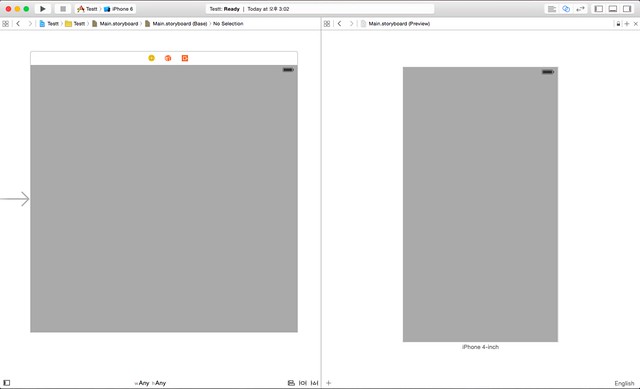 Testt iPhone 6
Testt: Ready | Today at 오후 3:02
Testt Testt Main.storyboard Main.storyboard (Base) No Selection
Main.storyboard (Preview)
iPhone 4-inch
wAny hAny
English